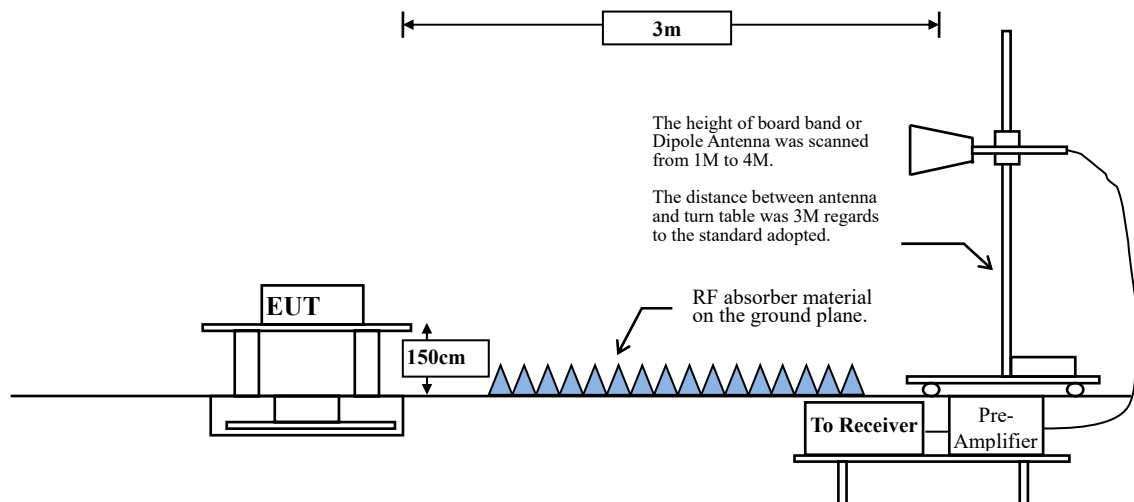 3m
The height of board band or
Dipole Antenna was scanned
from 1M to 4M.
The distance between antenna
and turn table was 3M regards
to the standard adopted.
EUT
RF absorber material
on the ground plane.
150cm
To Receiver
Pre-
Amplifier